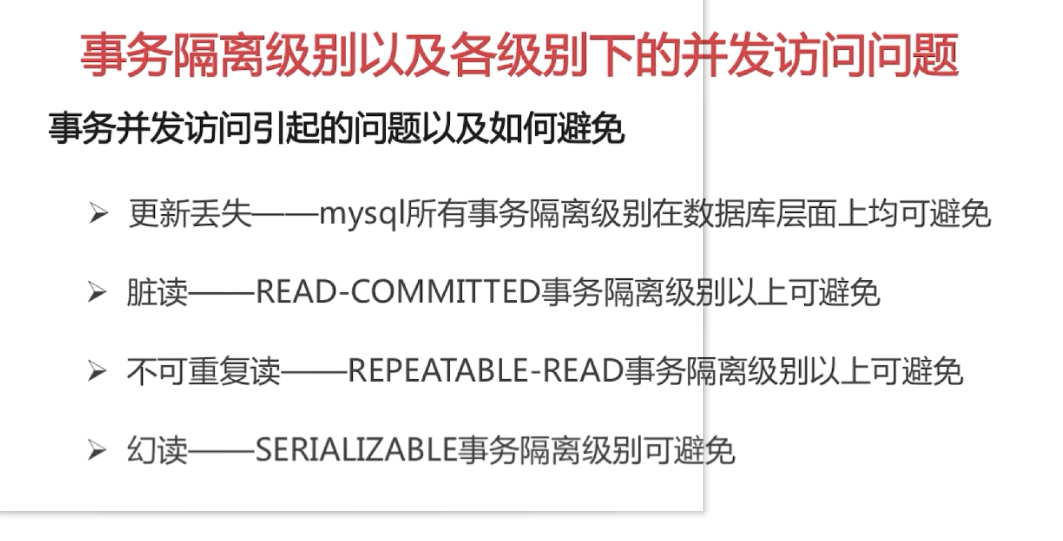 事务隔离级别以及各级别下的并发访问问题
事务并发访问引起的问题以及如何避免
➢ 更新丢失——mysql所有事务隔离级别在数据库层面上均可避免
➢ 脏读——READ-COMMITTED事务隔离级别以上可避免
➢ 不可重复读——REPEATABLE-READ事务隔离级别以上可避免
➢ 幻读——SERIALIZABLE事务隔离级别可避免